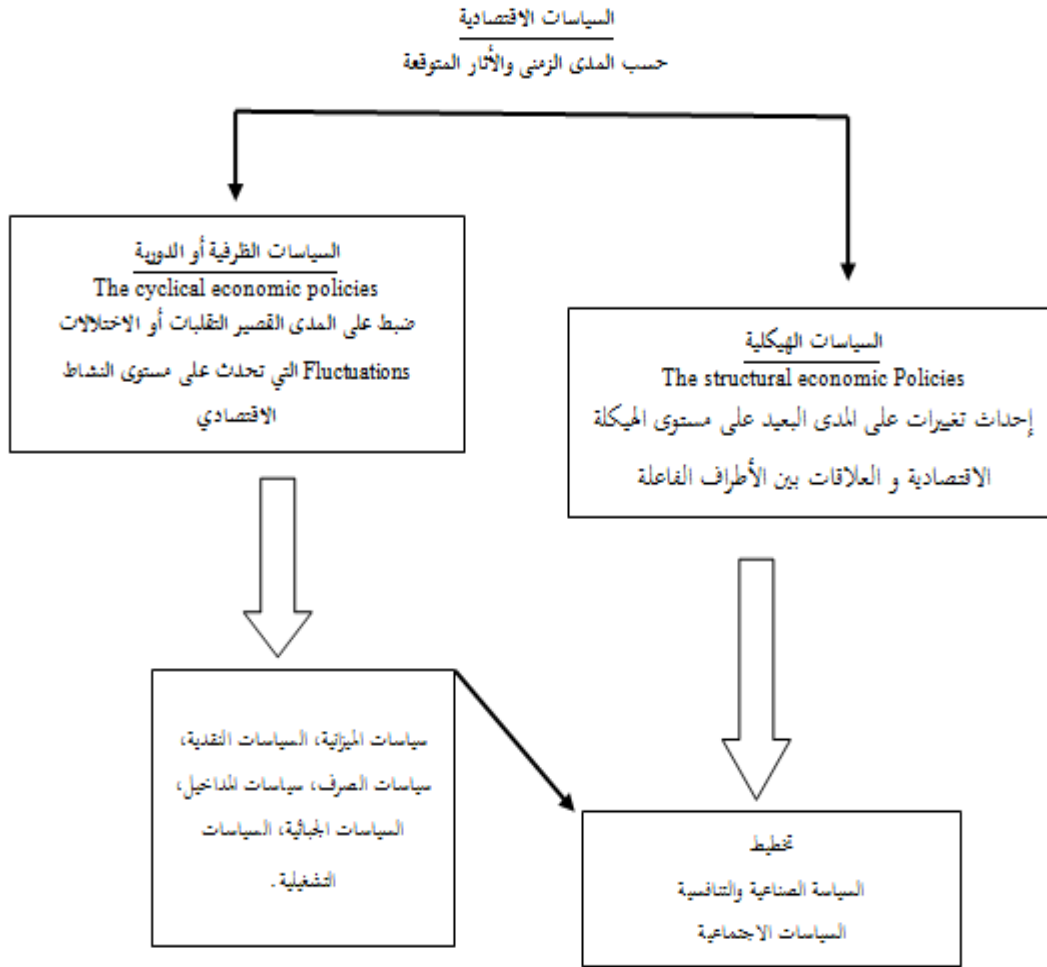 السياسات الاقتصادية
حسب المدى الزمني والأثار المتوقعة
السياسات الظرفية أو الدورية
The cyclical economic policies
ضبط على المدى القصير التقلبات أو الاختلالات
Fluctuations التي تحدث على مستوى النشاط
الاقتصادي
السياسات الهيكلية
The structural economic Policies
إحداث تغييرات على المدى البعيد على مستوى الهيكلة
الاقتصادية و العلاقات بين الأطراف الفاعلة
سياسات الميزانية، السياسات النقدية،
سياسات الصرف، سياسات المداخيل،
السياسات الجبائية، السياسات
التشغيلية .
تخطيط
السياسة الصناعية والتنافسية
السياسات الاجتماعية